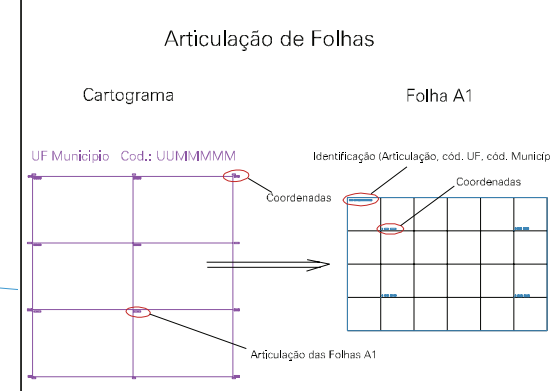 Articulação de Folhas
Cartograma
Folha A1
UF Municipio Cod.: UUMMMMM
Identificação (Articulação, cód. UF, cód. Municíp
Coordenadas
Coordenadas
Articulação das Folhas A1